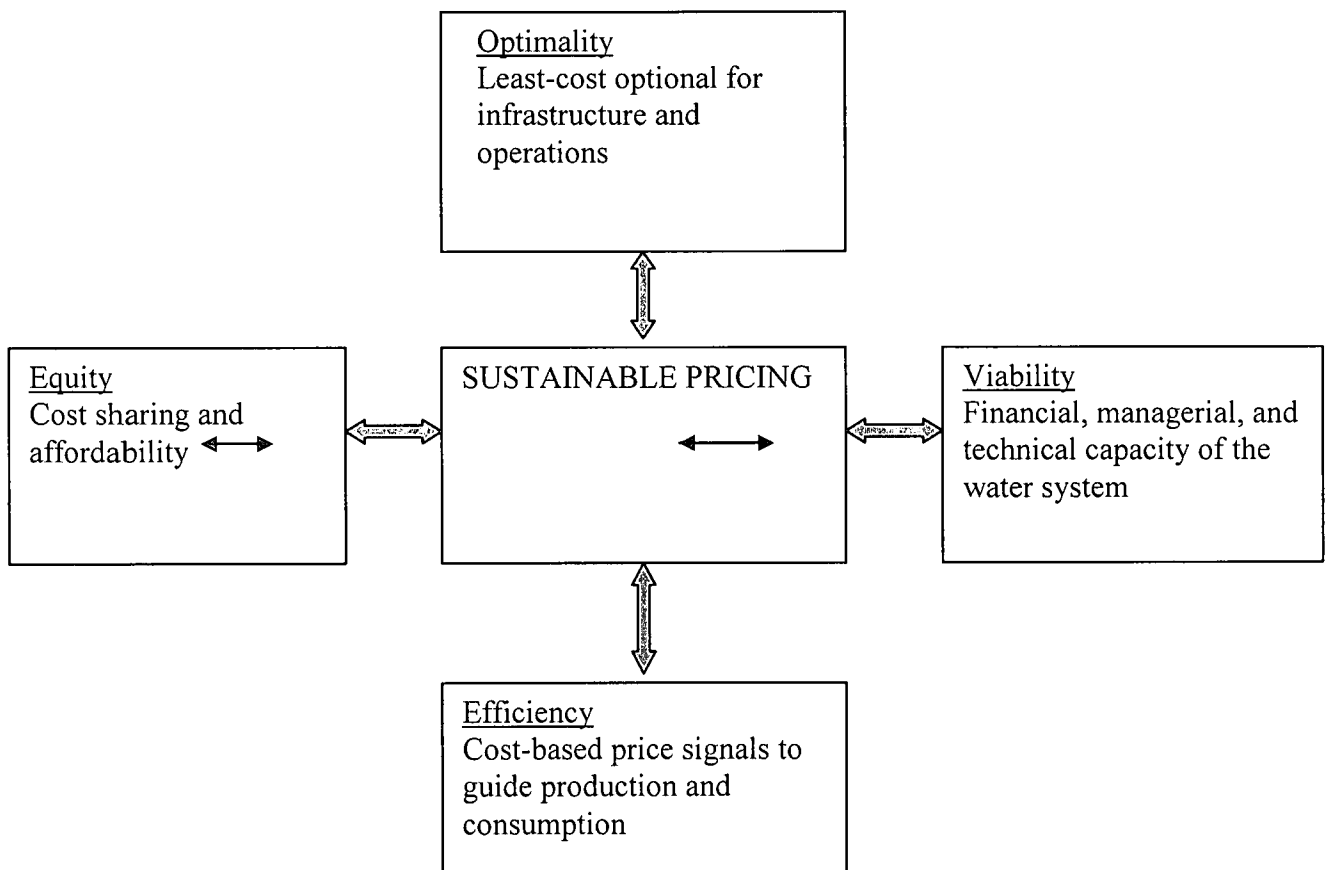 Optimality
Least-cost optional for
infrastructure and
operations
Equity
Cost sharing and
affordability
SUSTAINABLE PRICING
Viability
Financial, managerial, and
technical capacity of the
water system
Efficiency
Cost-based price signals to
guide production and
consumption